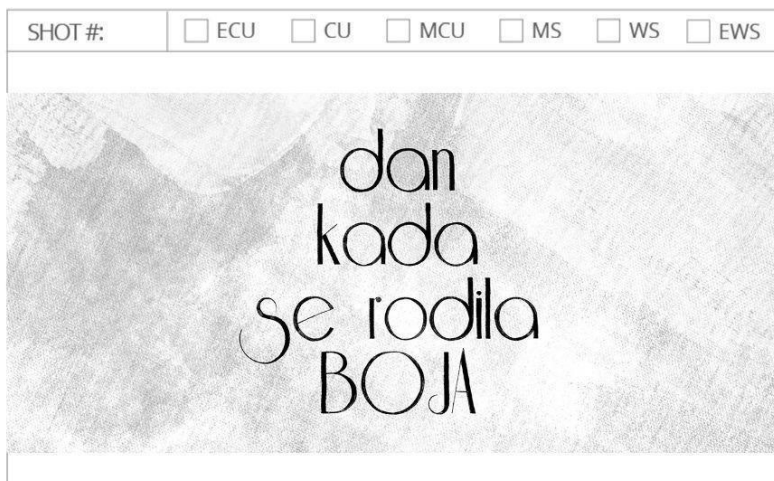 SHOT #: ECU CU MCU MS WS EWS
dan
kada
se rodila
BOJA